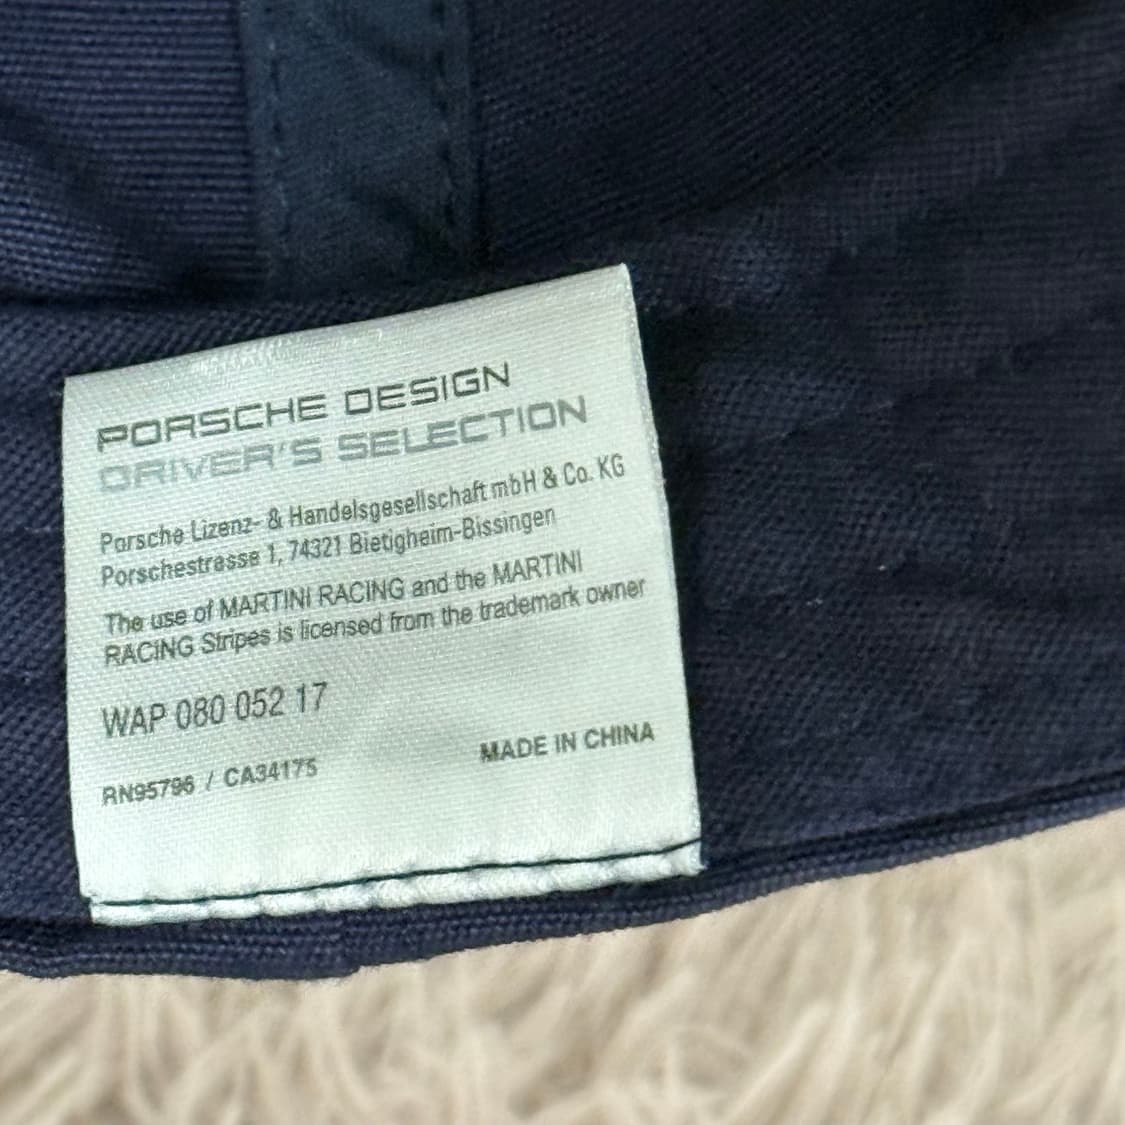 PORSCHE DESIGN
DRIVER'S SELECTION
Porsche Lizenz- & Handelsgesellschaft mbH & Co. KG
Porschestrasse 1, 74321 Bietigheim-Bissingen
The use of MARTINI RACING and the MARTINI
RACING Stripes is licensed from the trademark owner
WAP 080 052 17
MADE IN CHINA
RN95796 / CA34175